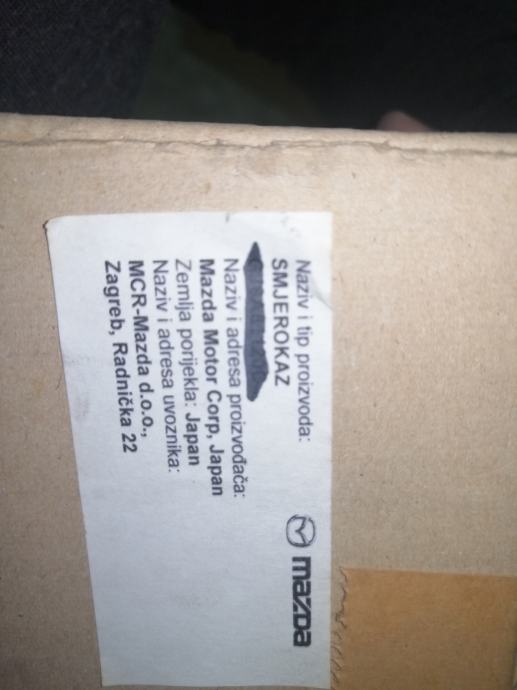 mazda
Naziv i tip proizvoda:
SMJEROKAZ
Naziv i adresa proizvođača:
Mazda Motor Corp, Japan
Zemlja porijekla: Japan
Naziv i adresa uvoznika:
MCR-Mazda d.o.o.,
Zagreb, Radnička 22